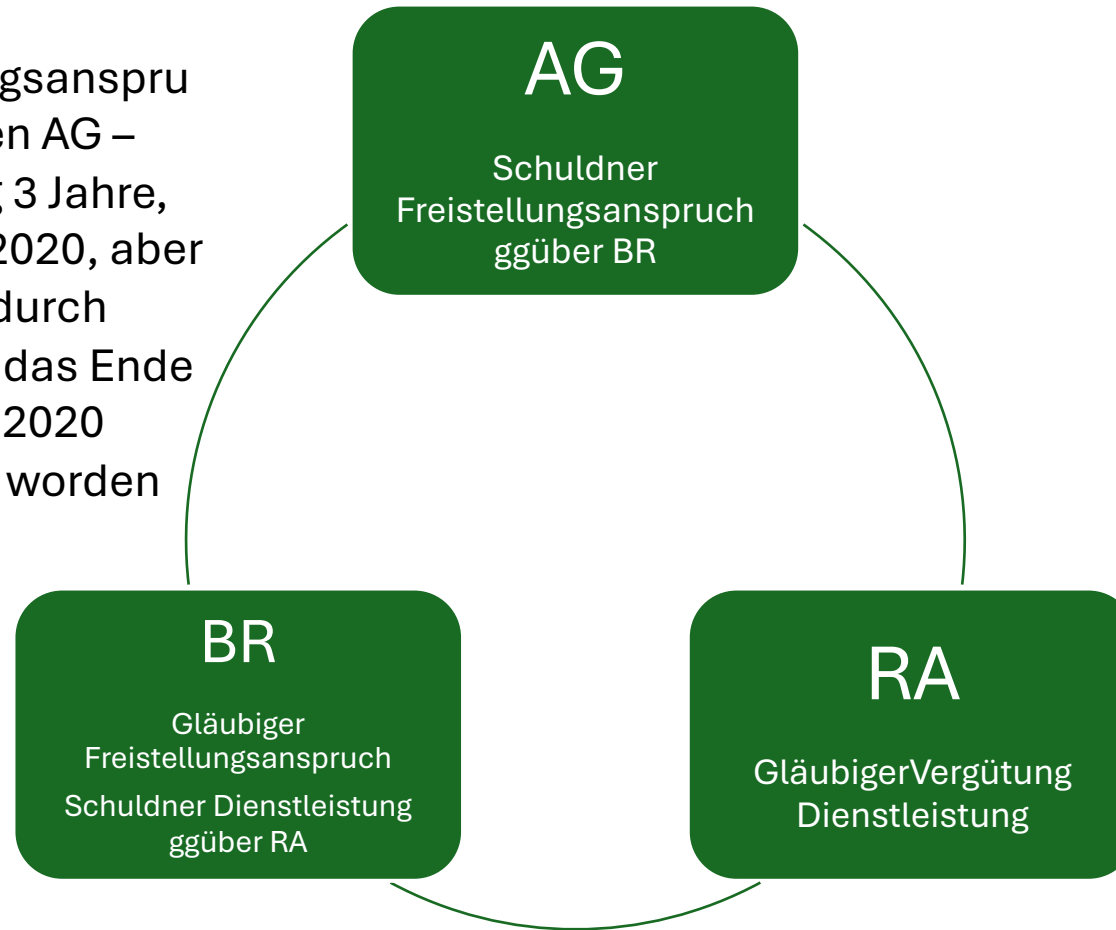 gsanspru
en AG –
g 3 Jahre,
2020, aber
durch
das Ende
2020
worden
AG
Schuldner
Freistellungsanspruch
ggüber BR
BR
Gläubiger
Freistellungsanspruch
Schuldner Dienstleistung
ggüber RA
RA
GläubigerVergütung
Dienstleistung